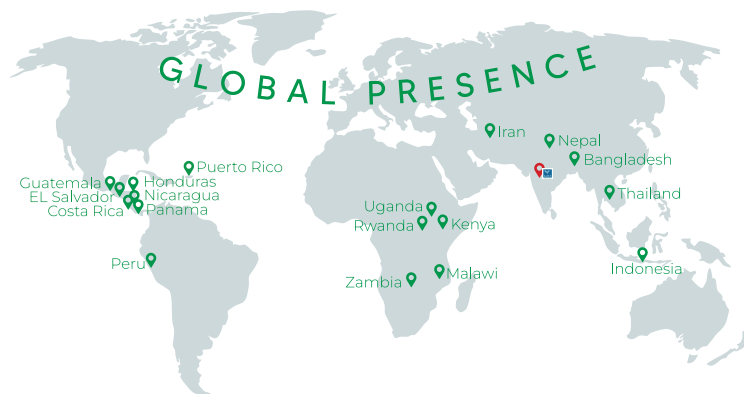 GLOBAL PRESENCE
Iran
Nepal
Bangladesh
Puerto Rico
Guatemala
Honduras
EL Salvador
Nicaragua
Costa Rica
Panama
Thailand
Uganda
Rwanda
Kenya
Peru
Indonesia
Malawi
Zambia